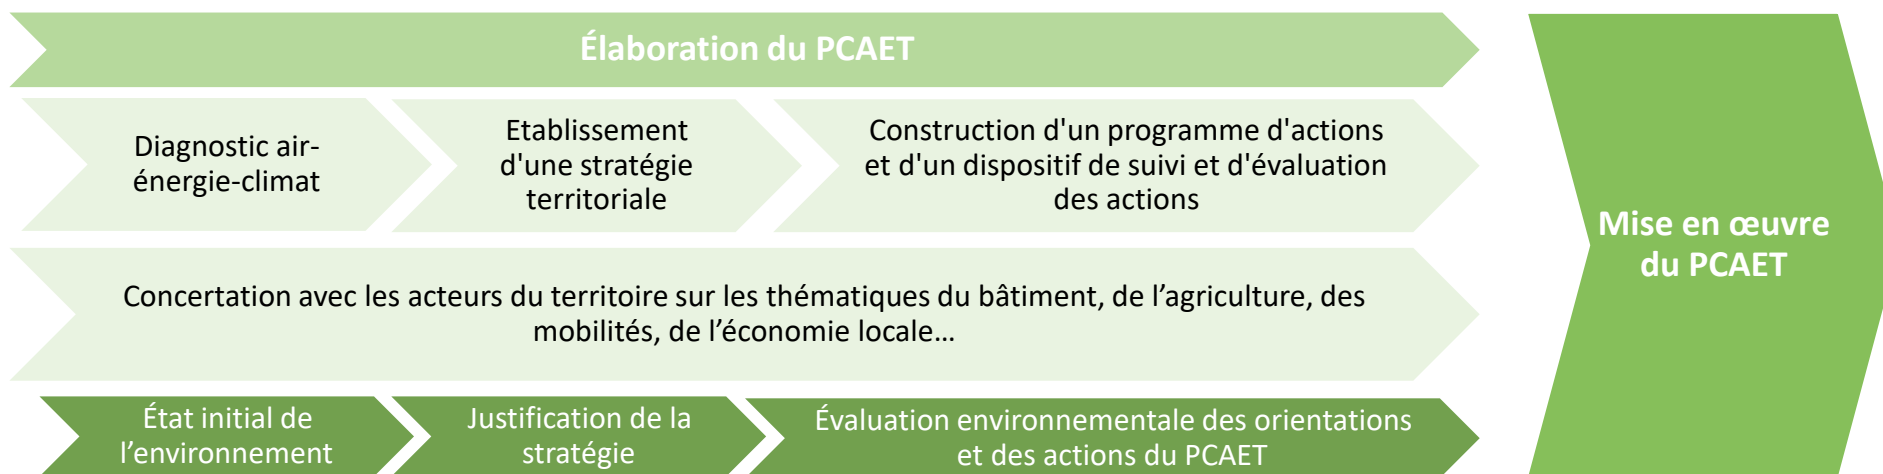 Élaboration du PCAET
Diagnostic air-
énergie-climat
Etablissement
d'une stratégie
territoriale
Construction d'un programme d'actions
et d'un dispositif de suivi et d'évaluation
des actions
Concertation avec les acteurs du territoire sur les thématiques du bâtiment, de l’agriculture, des
mobilités, de l’économie locale…
État initial de
l’environnement
Justification de la
stratégie
Évaluation environnementale des orientations
et des actions du PCAET
Mise en œuvre
du PCAET